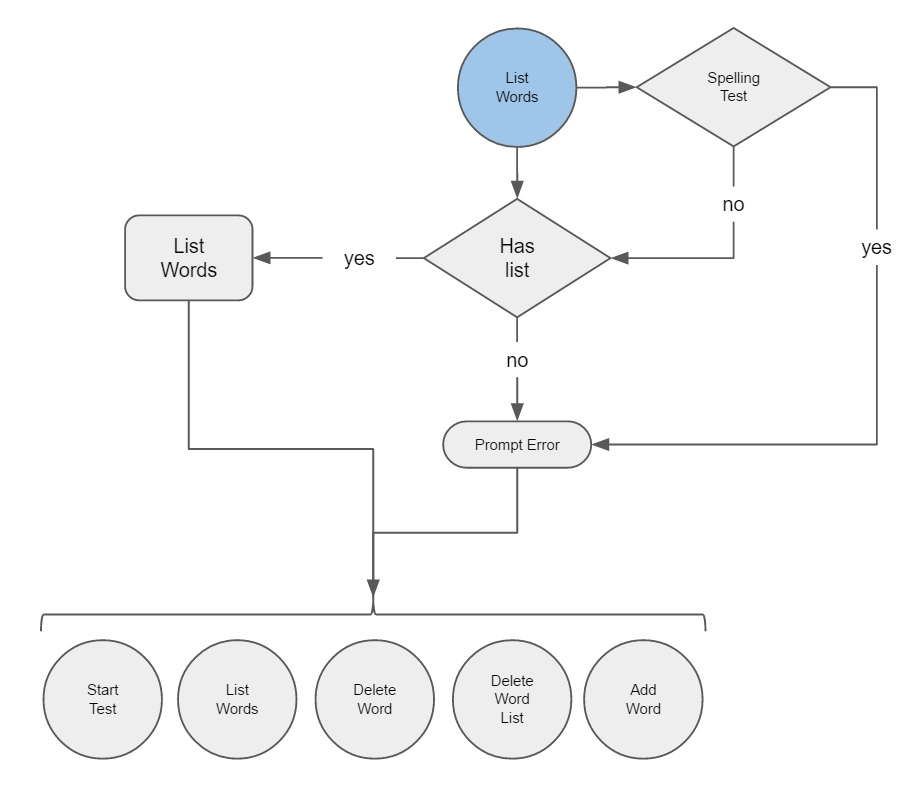 List
Words
Spelling
Test
no
yes
Has
list
yes
List
Words
no
Prompt Error
Start
Test
List
Words
Delete
Word
Delete
Word
List
Add
Word